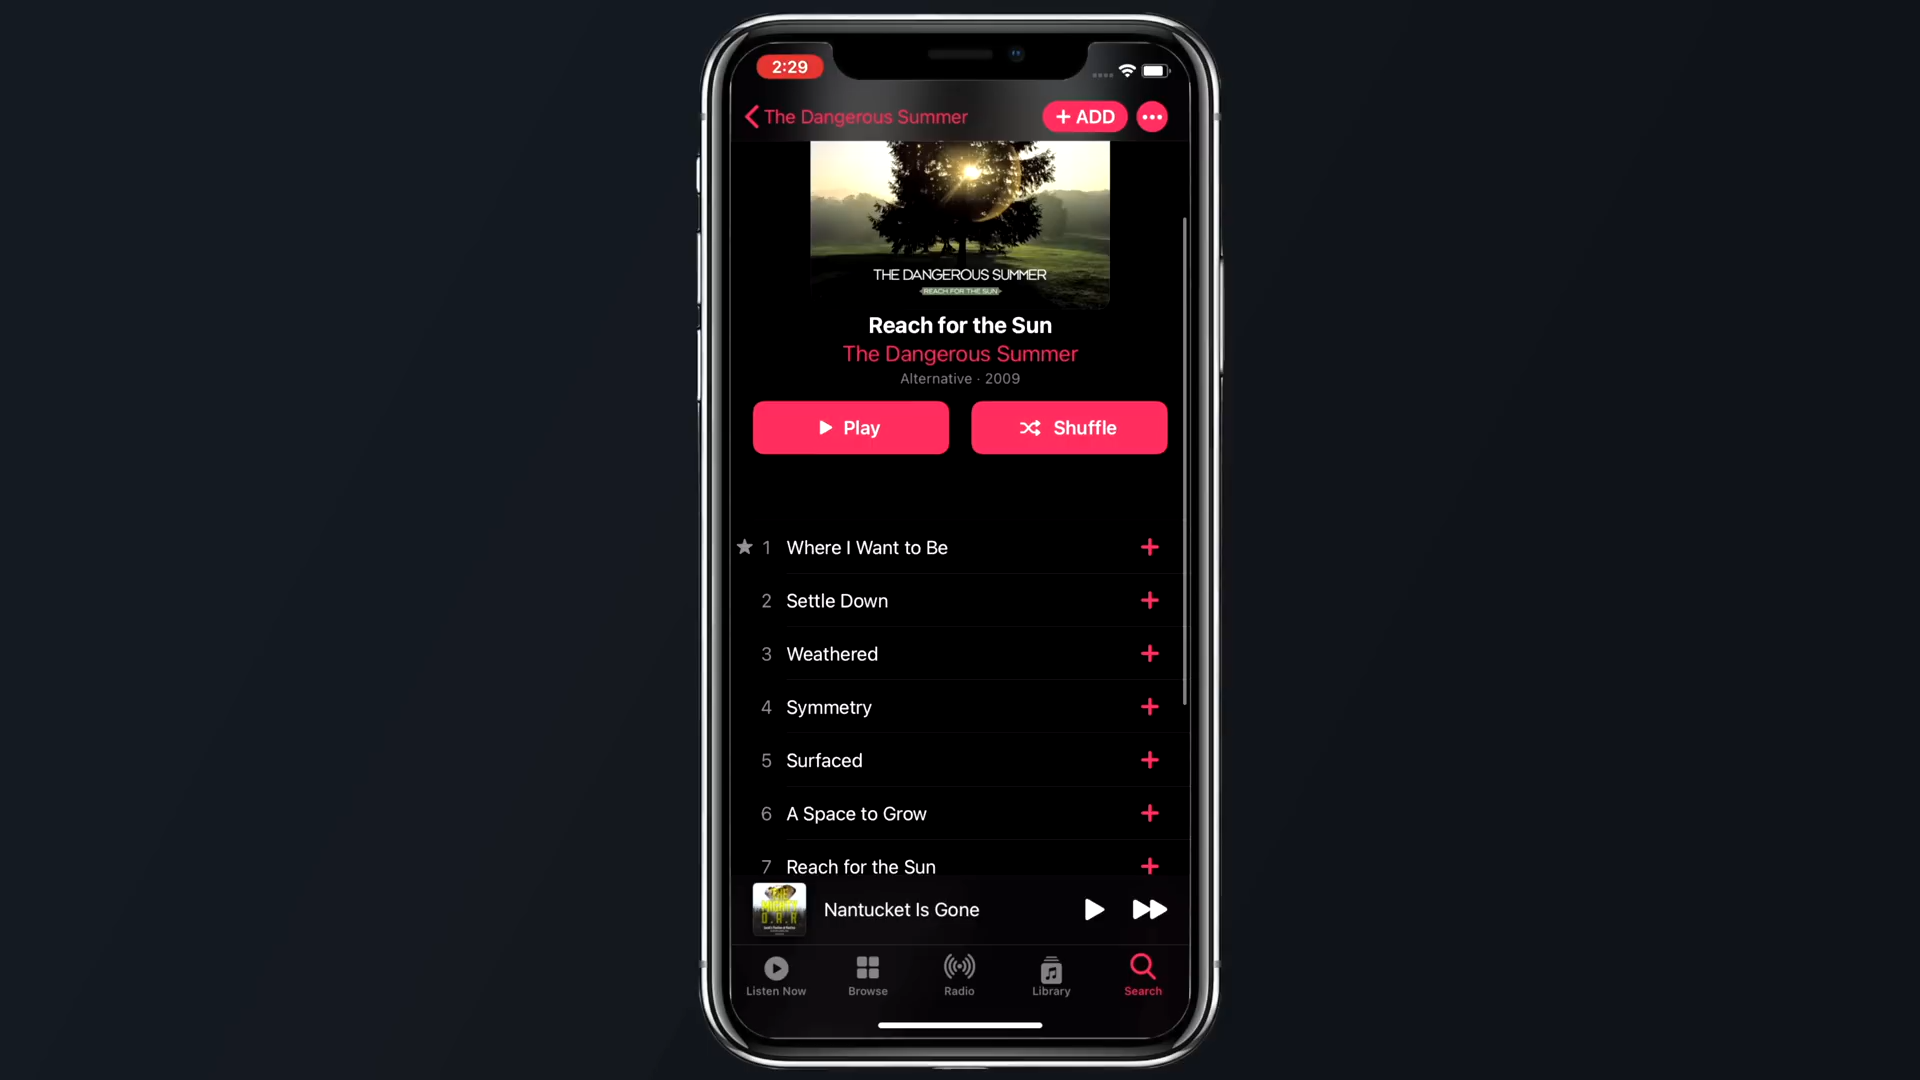 2:29
The Dangerous Summer
+ ADD
THE DANGEROUS SUMMER
REACH FOR THE SUN
Reach for the Sun
The Dangerous Summer
Alternative · 2009
Play
Shuffle
1 Where I Want to Be
2 Settle Down
3 Weathered
4 Symmetry
5 Surfaced
6 A Space to Grow
7 Reach for the Sun
Nantucket Is Gone
Listen Now
Browse
Radio
Library
Search